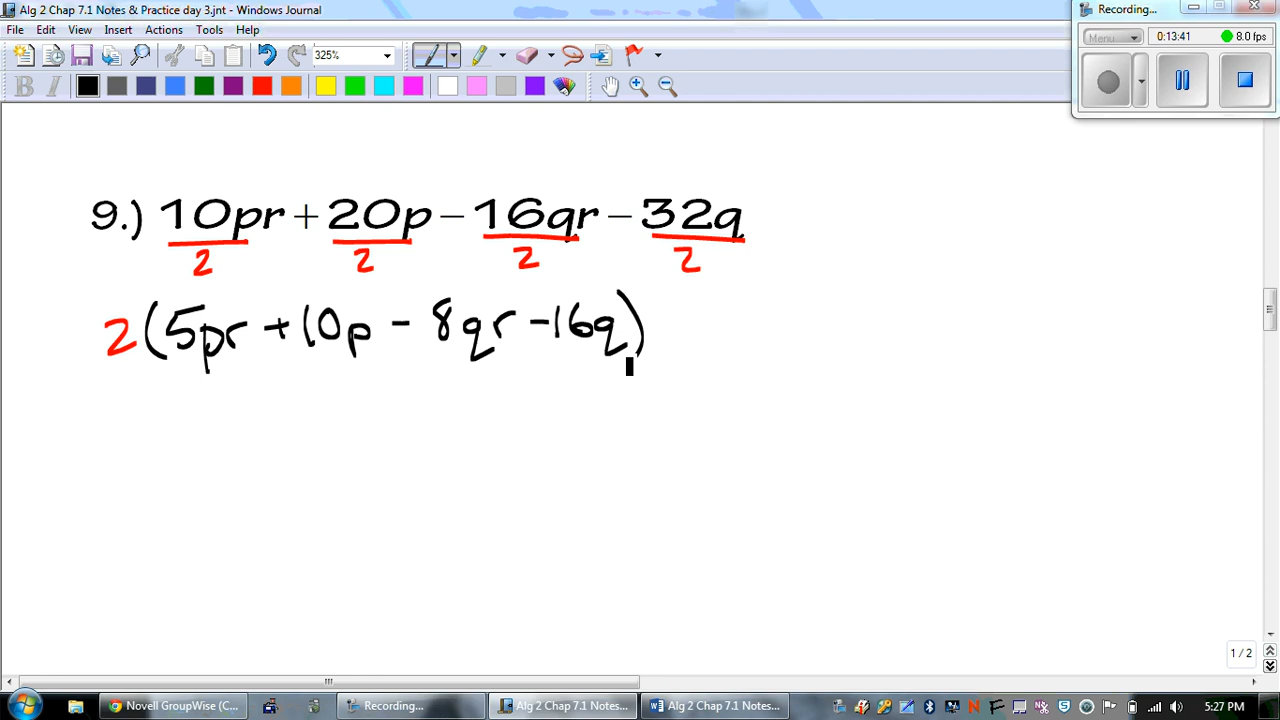 Alg 2 Chap 7.1 Notes & Practice day 3.jnt - Windows Journal
File Edit View Insert Actions Tools Help
Recording...
Menu
0:13:41
8.0 fps
325%
B I
9.) 10pr + 20p − 16qr − 32q
2 2 2 2
2(5pr + 10p - 8qr - 16q)
1 / 2
Novell GroupWise (C...
Recording...
Alg 2 Chap 7.1 Notes...
Alg 2 Chap 7.1 Notes...
5:27 PM